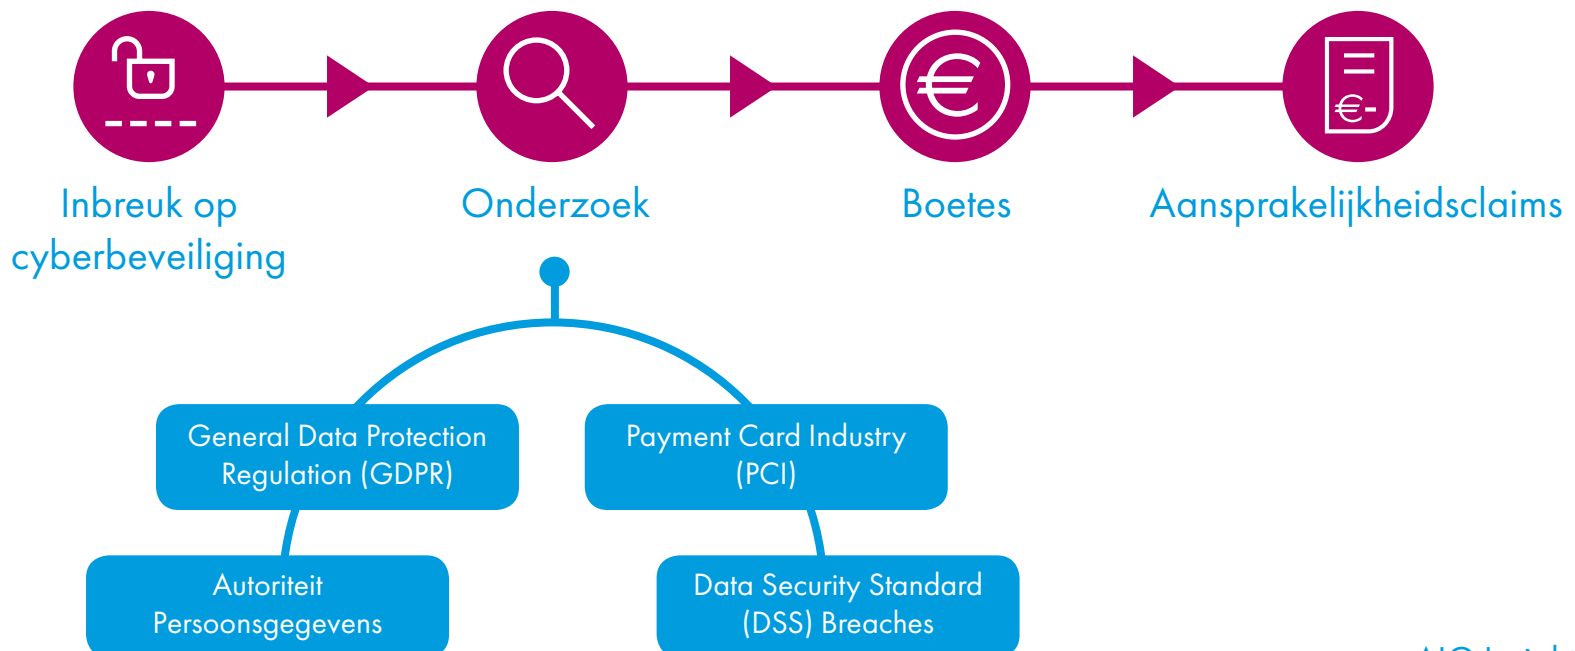 Inbreuk op
cyberbeveiliging
Onderzoek
Boetes
Aansprakelijkheidsclaims
General Data Protection
Regulation (GDPR)
Payment Card Industry
(PCI)
Autoriteit
Persoonsgegevens
Data Security Standard
(DSS) Breaches